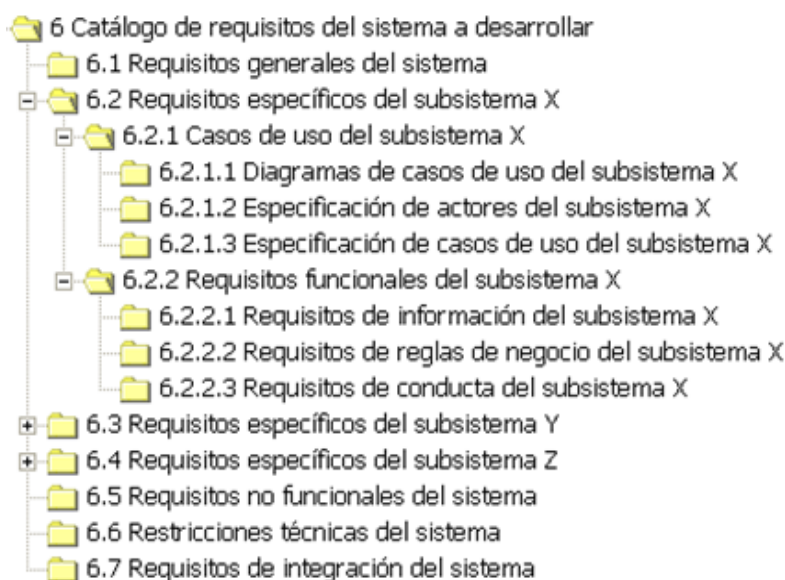 6 Catálogo de requisitos del sistema a desarrollar
6.1 Requisitos generales del sistema
6.2 Requisitos específicos del subsistema X
6.2.1 Casos de uso del subsistema X
6.2.1.1 Diagramas de casos de uso del subsistema X
6.2.1.2 Especificación de actores del subsistema X
6.2.1.3 Especificación de casos de uso del subsistema X
6.2.2 Requisitos funcionales del subsistema X
6.2.2.1 Requisitos de información del subsistema X
6.2.2.2 Requisitos de reglas de negocio del subsistema X
6.2.2.3 Requisitos de conducta del subsistema X
6.3 Requisitos específicos del subsistema Y
6.4 Requisitos específicos del subsistema Z
6.5 Requisitos no funcionales del sistema
6.6 Restricciones técnicas del sistema
6.7 Requisitos de integración del sistema